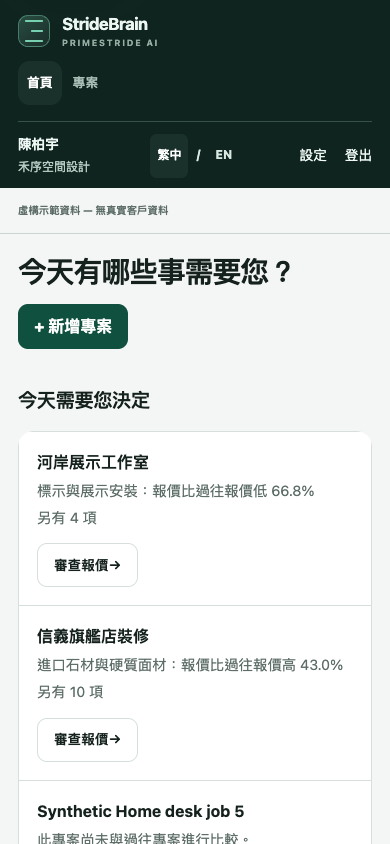 StrideBrain
PRIMESTRIDE AI
首頁 專案
陳柏宇
禾序空間設計
繁中 / EN
設定 登出
虛構示範資料 — 無真實客戶資料
今天有哪些事需要您？
+ 新增專案
今天需要您決定
河岸展示工作室
標示與展示安裝：報價比過往報價低 66.8%
另有 4 項
審查報價→
信義旗艦店裝修
進口石材與硬質面材：報價比過往報價高 43.0%
另有 10 項
審查報價→
Synthetic Home desk job 5
此專案尚未與過往專案進行比較。